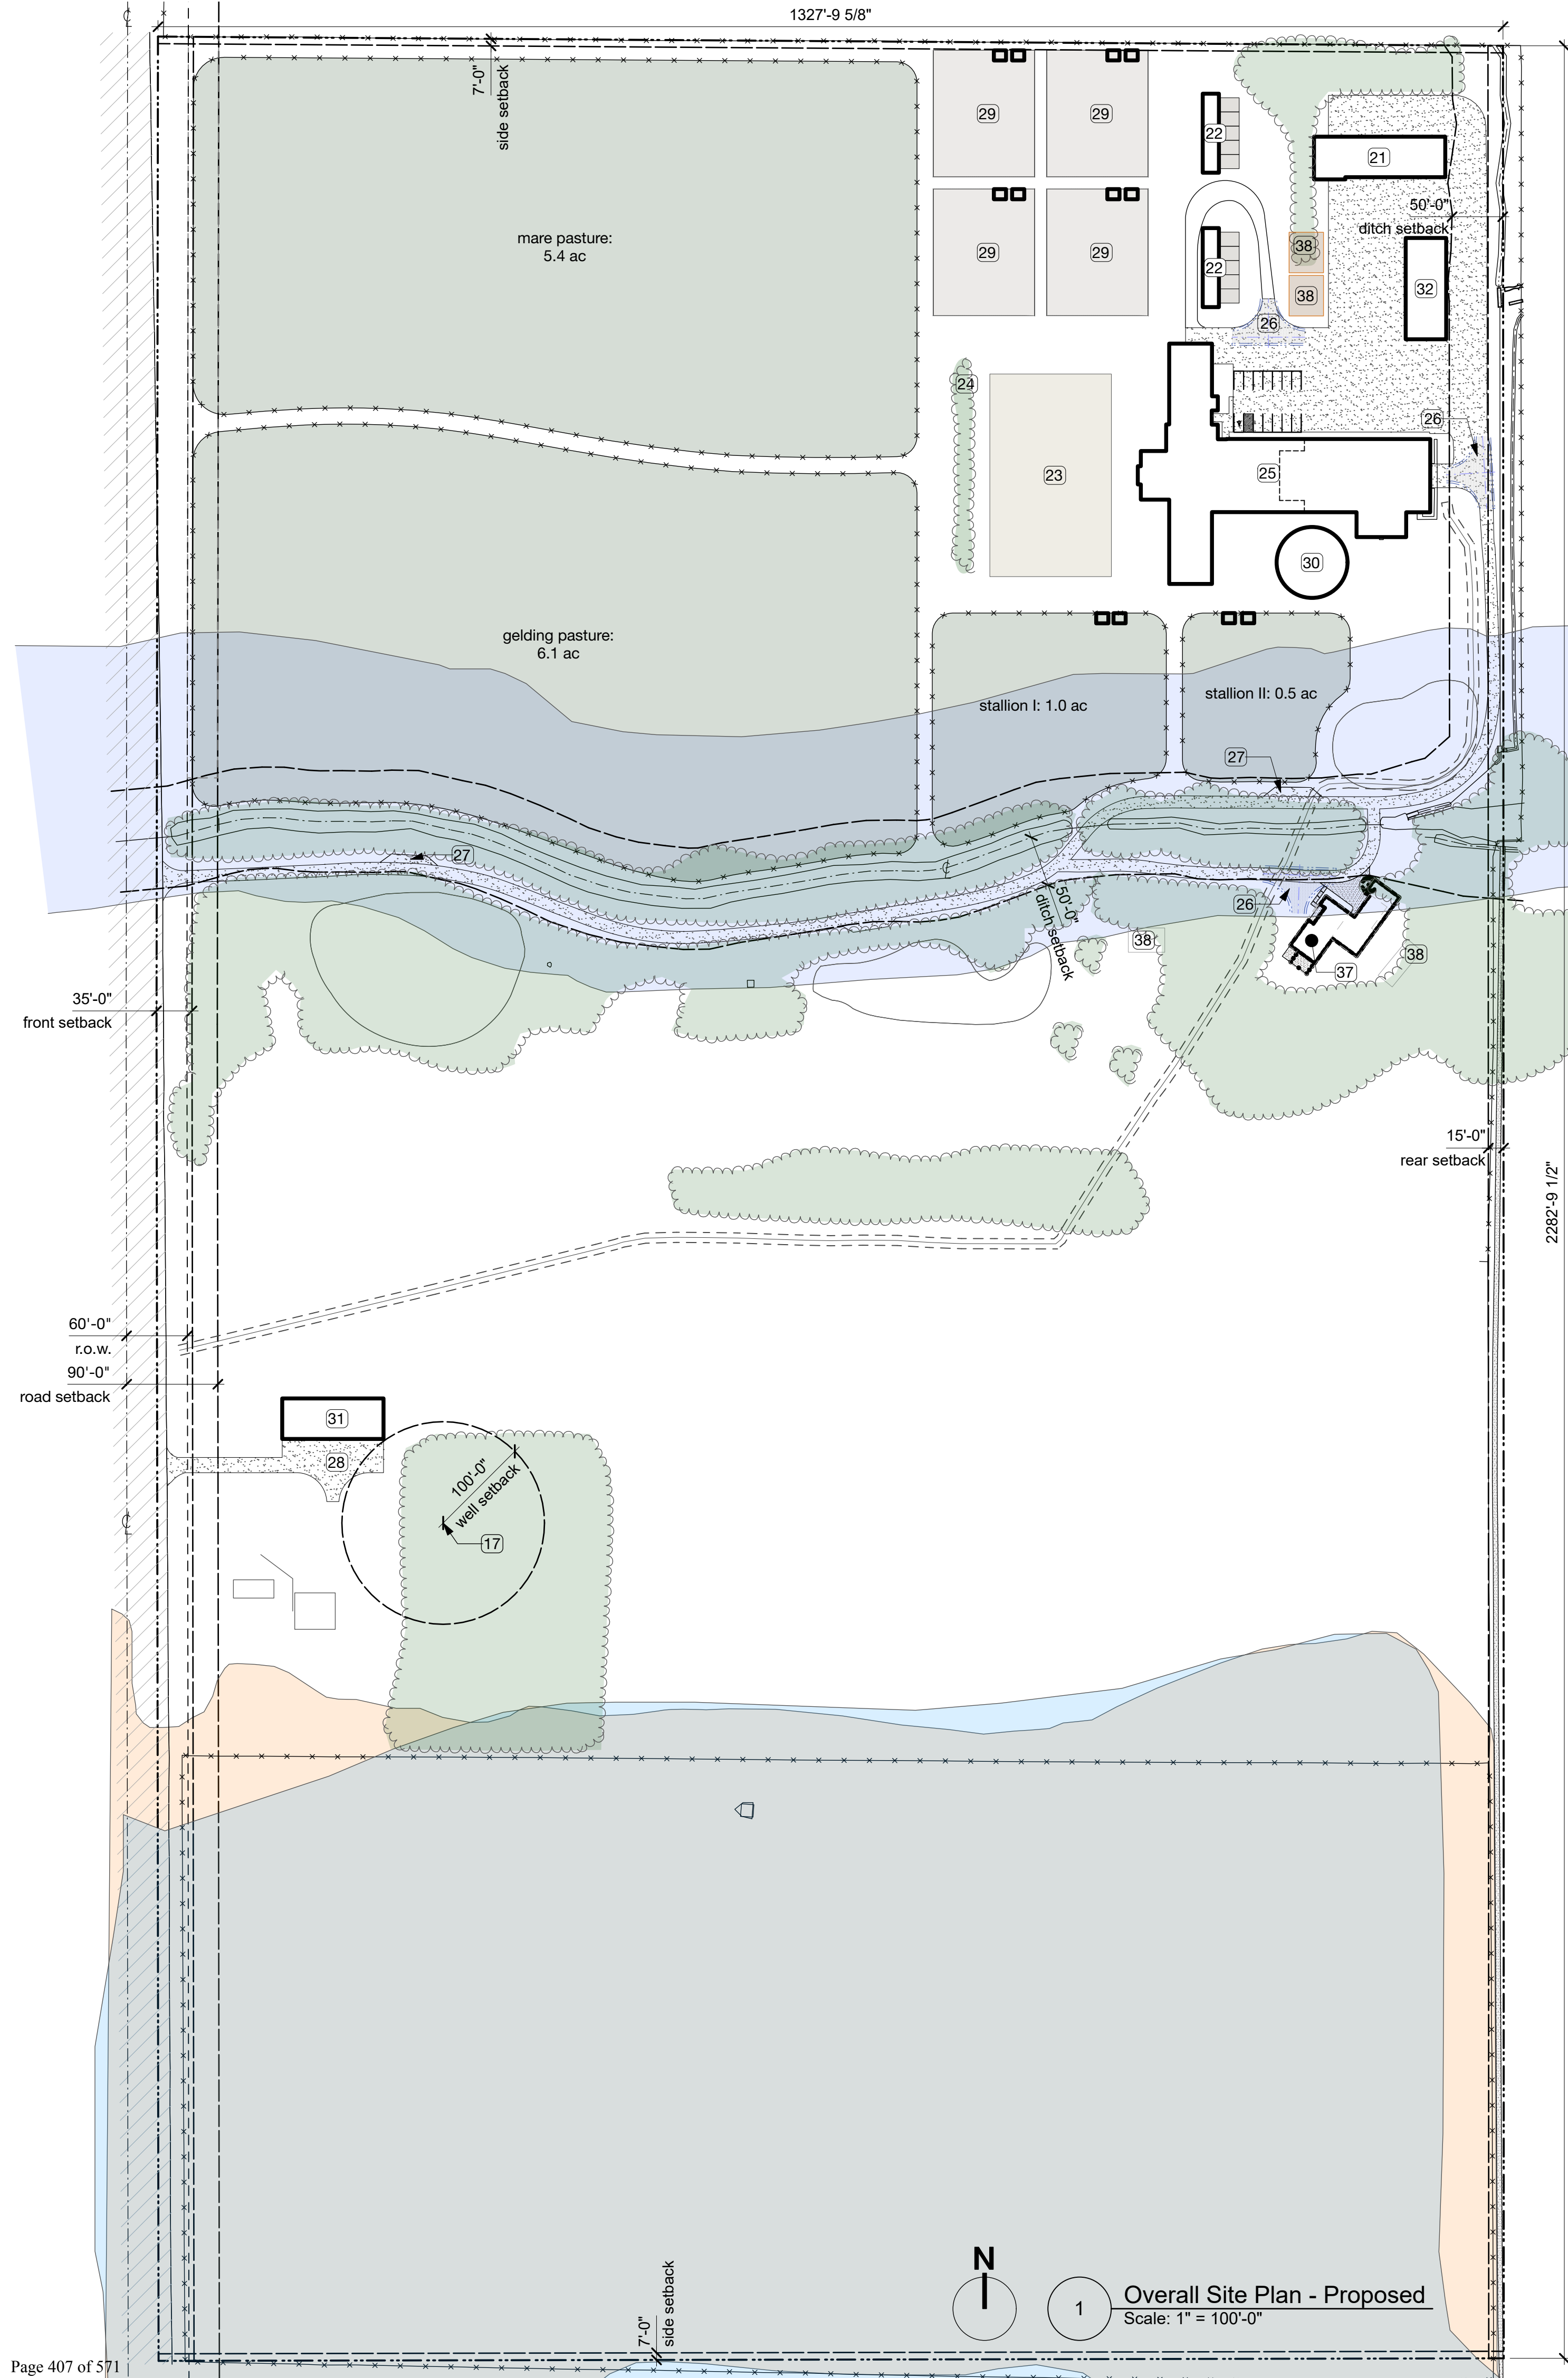 1327'-9 5/8"
7'-0"
side setback
29
29
22
21
50'-0"
ditch setback
mare pasture:
5.4 ac
29
29
22
38
38
32
26
24
26
23
25
30
gelding pasture:
6.1 ac
stallion I: 1.0 ac
stallion II: 0.5 ac
27
27
26
50'-0"
ditch setback
38
38
37
35'-0"
front setback
15'-0"
rear setback
2282'-9 1/2"
60'-0"
r.o.w.
90'-0"
road setback
31
28
100'-0"
well setback
17
N
1
Overall Site Plan - Proposed
Scale: 1" = 100'-0"
7'-0"
side setback
Page 407 of 571